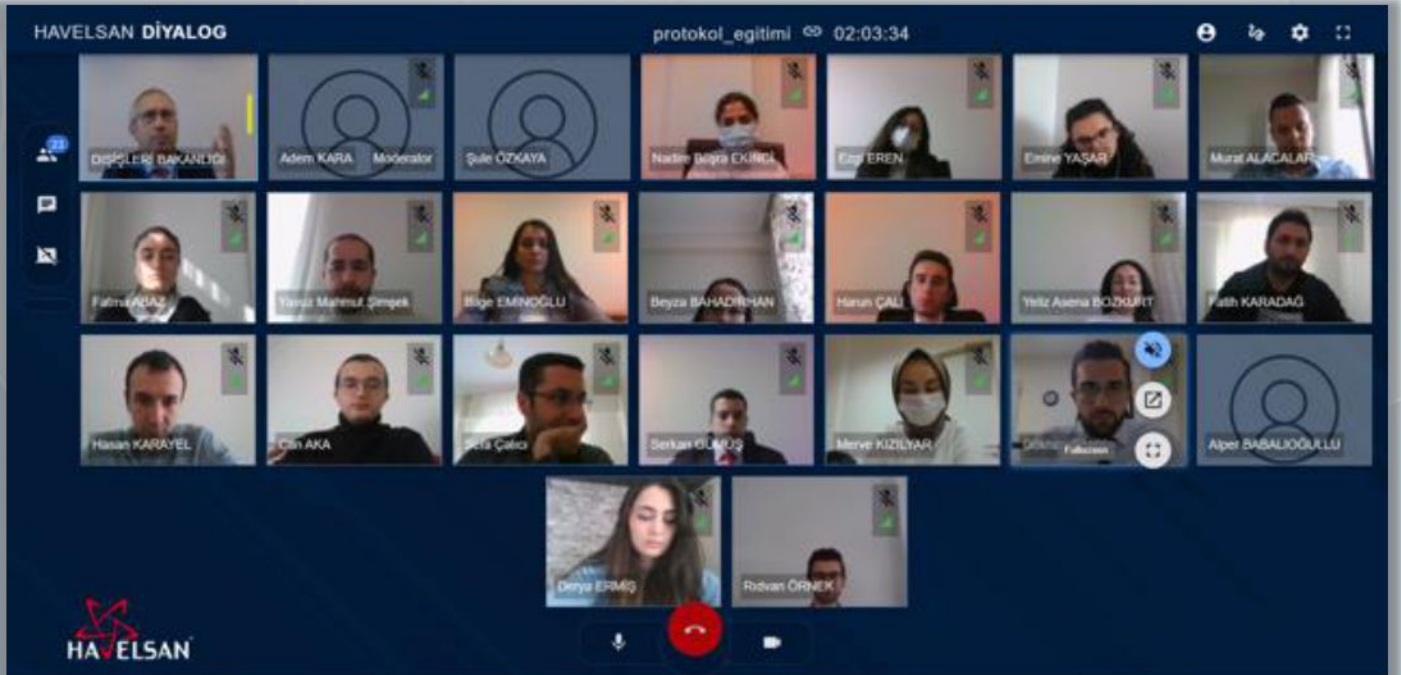 HAVELSAN DİYALOG
protokol_egitimi 02:03:34
23
DIŞİŞLERİ BAKANLIĞI
Adem KARA Moderator
Şule ÖZKAYA
Nadire Büşra EKİNCİ
Ezgi EREN
Emine YAŞAR
Murat ALACALAR
Fatma ABAZ
Yavuz Mahmut Şimşek
Bilge EMİNOĞLU
Beyza BAHADIRHAN
Harun ÇALI
Yeliz Asena BOZKURT
Fatih KARADAĞ
Hasan KARAYEL
Can AKA
Sefa Çalıcı
Serkan GÜMÜŞ
Merve KIZILYAR
Fullscreen
Alper BABALIOĞULLU
Derya ERMİŞ
Rıdvan ÖRNEK
HAVELSAN